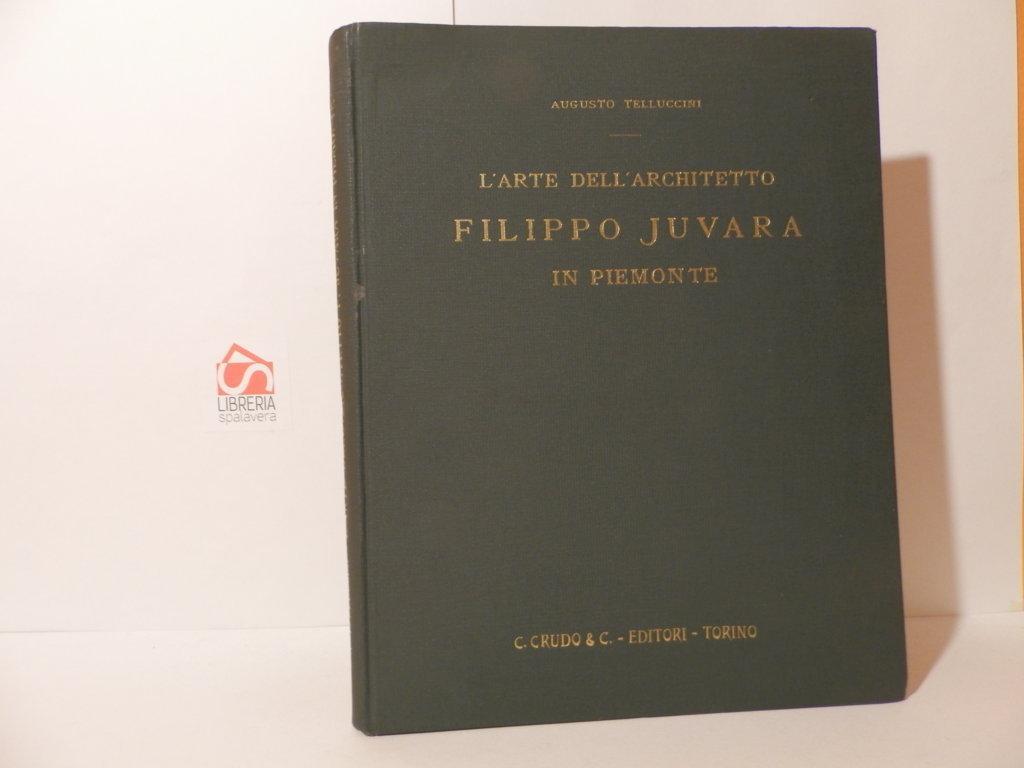 AUGUSTO TELLUCCINI
L'ARTE DELL'ARCHITETTO
FILIPPO JUVARA
IN PIEMONTE
C. CRUDO & C. - EDITORI - TORINO
LIBRERIA
spalavera